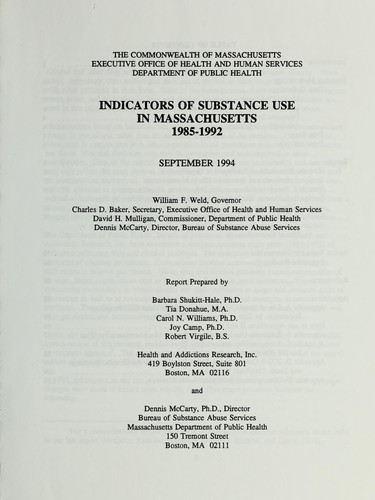 THE COMMONWEALTH OF MASSACHUSETTS
EXECUTIVE OFFICE OF HEALTH AND HUMAN SERVICES
DEPARTMENT OF PUBLIC HEALTH
INDICATORS OF SUBSTANCE USE
IN MASSACHUSETTS
1985-1992
SEPTEMBER 1994
William F. Weld, Governor
Charles D. Baker, Secretary, Executive Office of Health and Human Services
David H. Mulligan, Commissioner, Department of Public Health
Dennis McCarty, Director, Bureau of Substance Abuse Services
Report Prepared by
Barbara Shukitt-Hale, Ph.D.
Tia Donahue, M.A.
Carol N. Williams, Ph.D.
Joy Camp, Ph.D.
Robert Virgile, B.S.
Health and Addictions Research, Inc.
419 Boylston Street, Suite 801
Boston, MA 02116
and
Dennis McCarty, Ph.D., Director
Bureau of Substance Abuse Services
Massachusetts Department of Public Health
150 Tremont Street
Boston, MA 02111